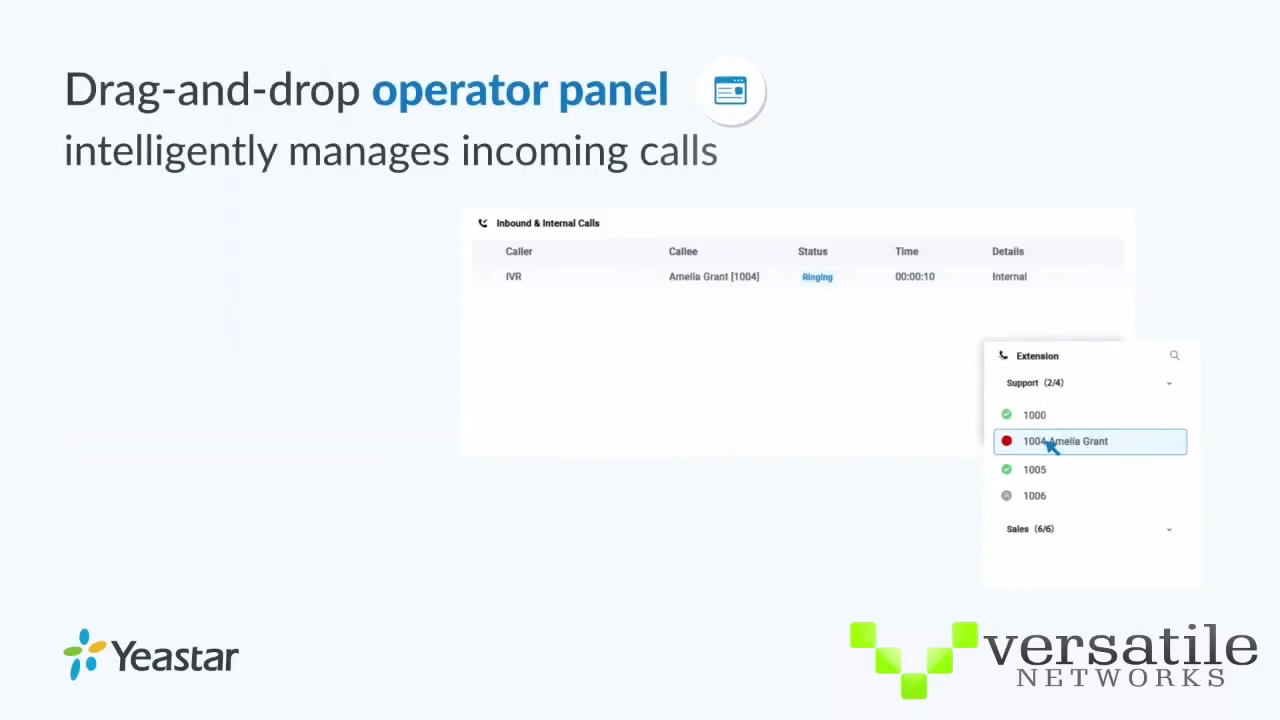 Drag-and-drop operator panel
intelligently manages incoming calls
Inbound & Internal Calls
Caller Callee Status Time Details
IVR Amelia Grant [1004] Ringing 00:00:10 Internal
Extension
Support (2/4)
1000
1004 Amelia Grant
1005
1006
Sales (6/6)
Yeastar
versatile
NETWORKS